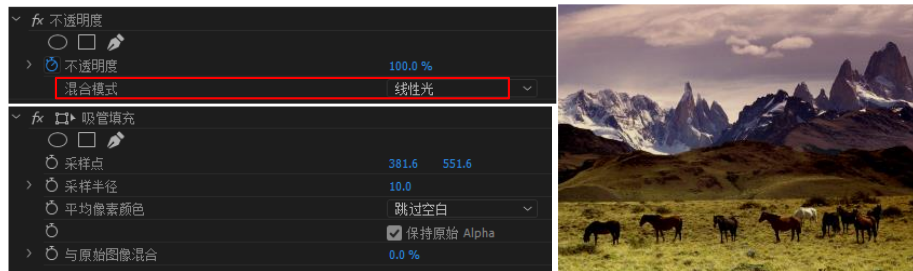 fx 不透明度
不透明度 100.0 %
混合模式 线性光
fx 吸管填充
采样点 381.6 551.6
采样半径 10.0
平均像素颜色 跳过空白
保持原始 Alpha
与原始图像混合 0.0 %